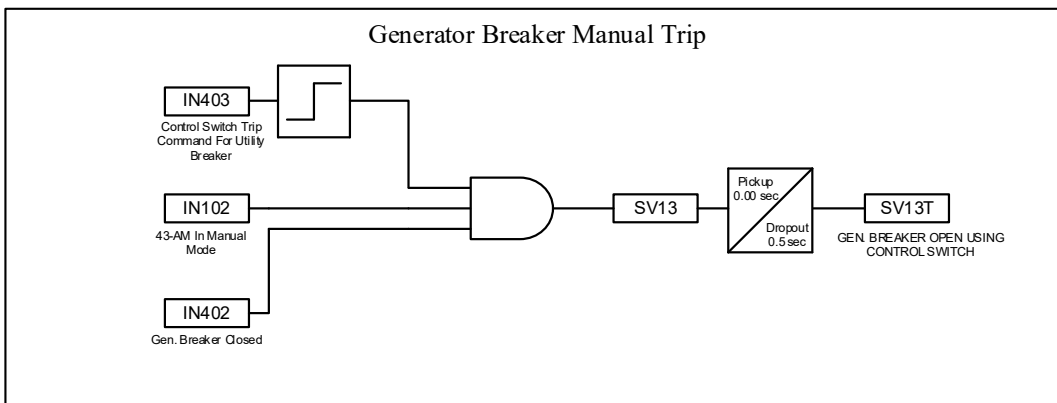 Generator Breaker Manual Trip
IN403
Control Switch Trip
Command For Utility
Breaker
IN102
43-AM In Manual
Mode
IN402
Gen. Breaker Closed
SV13
Pickup
0.00 sec
Dropout
0.5 sec
SV13T
GEN. BREAKER OPEN USING
CONTROL SWITCH